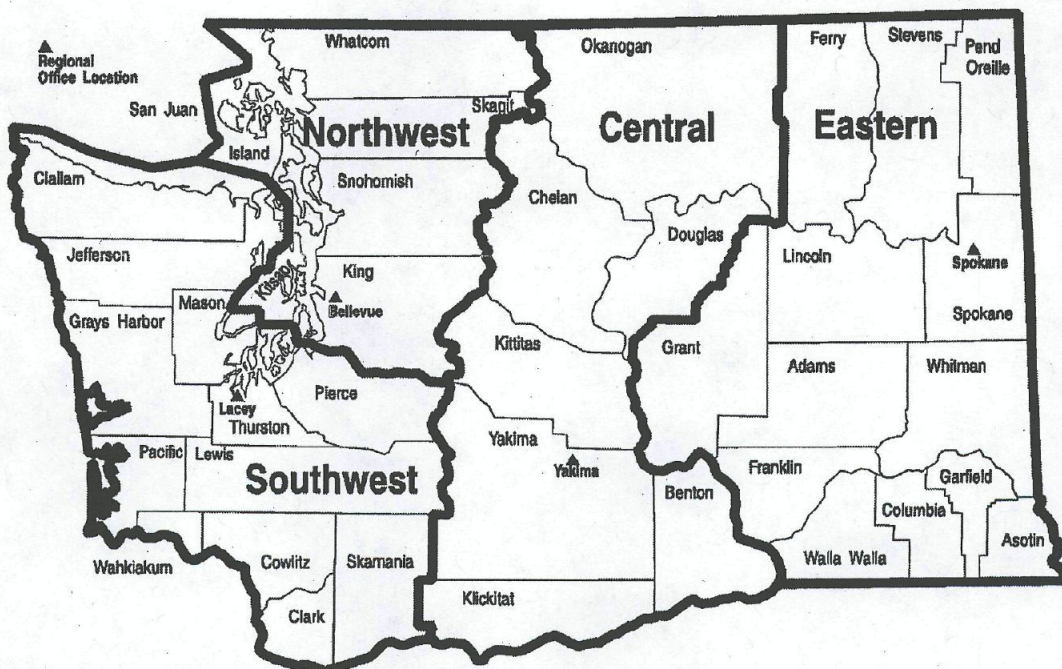 Regional
Office Location
Whatcom
Okanogan
Ferry
Stevens
Pend
Oreille
San Juan
Skagit
Northwest
Central
Eastern
Island
Clallam
Snohomish
Chelan
Jefferson
Douglas
Lincoln
Kitsap
King
Spokane
Mason
Bellevue
Spokane
Grays Harbor
Kittitas
Grant
Adams
Whitman
Pierce
Lacey
Thurston
Yakima
Pacific
Lewis
Yakima
Franklin
Southwest
Benton
Garfield
Columbia
Asotin
Wahkiakum
Cowlitz
Skamania
Walla Walla
Klickitat
Clark